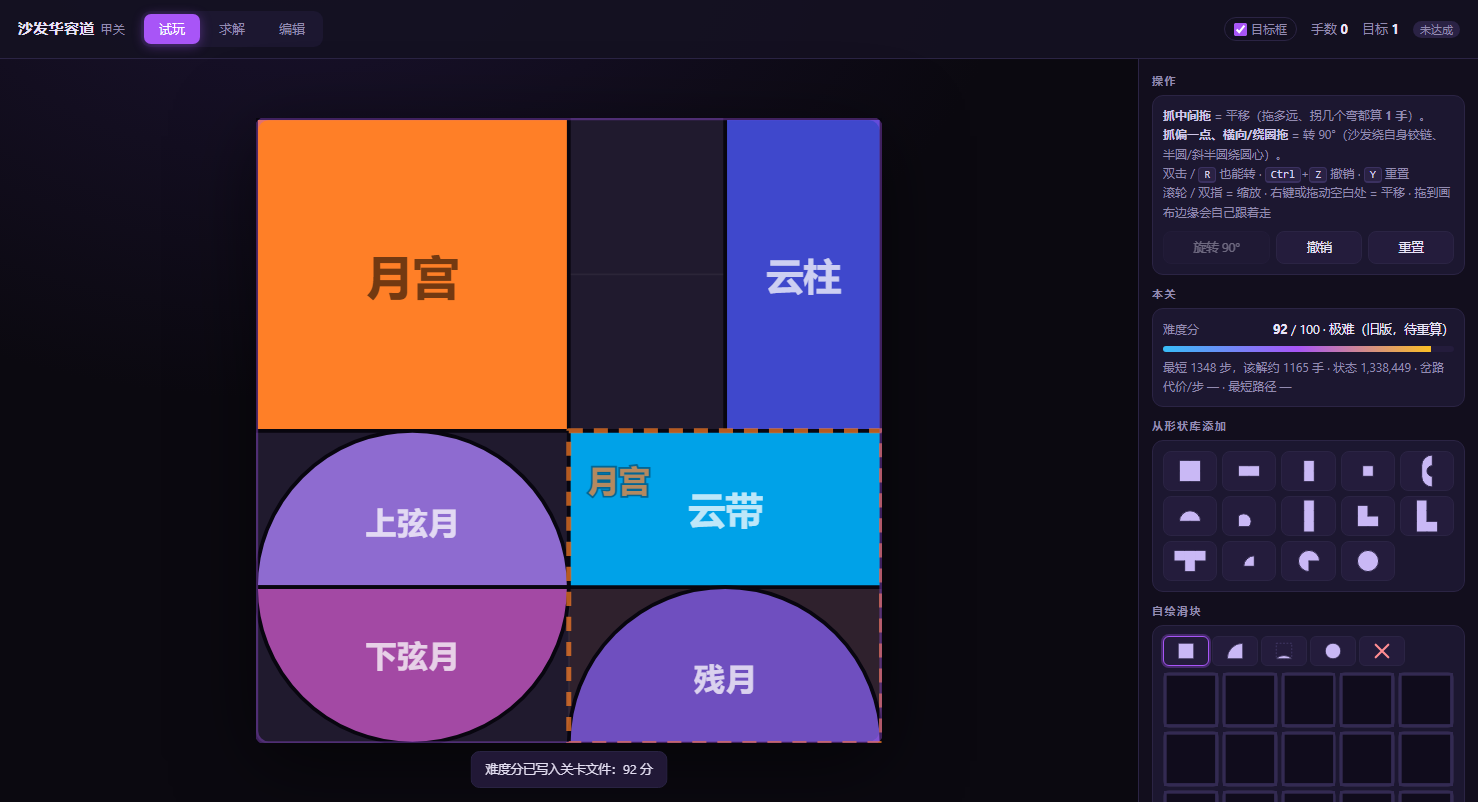 沙发华容道 甲关 试玩 求解 编辑 目标框 手数 0 目标 1 未达成
月宫
云柱
上弦月
月宫
云带
下弦月
残月
难度分已写入关卡文件：92 分
操作
抓中间拖 = 平移（拖多远、拐几个弯都算 1 手）。
抓偏一点、横向/绕圆拖 = 转 90°（沙发绕自身铰链、
半圆/斜半圆绕圆心）。
双击 / R 也能转 · Ctrl+Z 撤销 · Y 重置
滚轮 / 双指 = 缩放 · 右键或拖动空白处 = 平移 · 拖到画
布边缘会自己跟着走
旋转 90° 撤销 重置
本关
难度分 92 / 100 · 极难（旧版，待重算）
最短 1348 步，该解约 1165 手 · 状态 1,338,449 · 岔路
代价/步 — · 最短路径 —
从形状库添加
自绘滑块